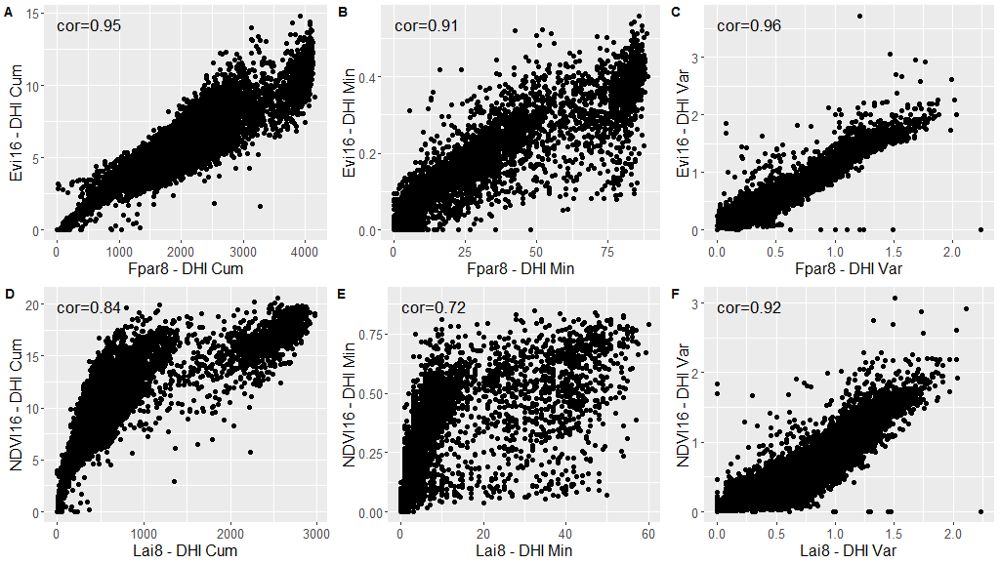 A
cor=0.95
15
10
5
0
Evi16 - DHI Cum
0 1000 2000 3000 4000
Fpar8 - DHI Cum
B
cor=0.91
0.4
0.2
0.0
Evi16 - DHI Min
0 25 50 75
Fpar8 - DHI Min
C
cor=0.96
3
2
1
0
Evi16 - DHI Var
0.0 0.5 1.0 1.5 2.0
Fpar8 - DHI Var
D
cor=0.84
20
15
10
5
0
NDVI16 - DHI Cum
0 1000 2000 3000
Lai8 - DHI Cum
E
cor=0.72
0.75
0.50
0.25
0.00
NDVI16 - DHI Min
0 20 40 60
Lai8 - DHI Min
F
cor=0.92
3
2
1
0
NDVI16 - DHI Var
0.0 0.5 1.0 1.5 2.0
Lai8 - DHI Var